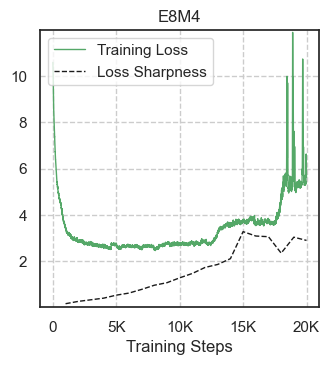 E8M4
Training Loss
Loss Sharpness
10
8
6
4
2
0 5K 10K 15K 20K
Training Steps